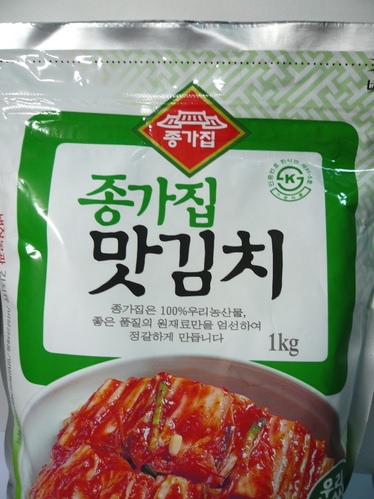 종가집
종가집
맛김치
종가집은 100%우리농산물,
좋은 품질의 원재료만을 엄선하여
정갈하게 만듭니다
1kg
K
우리